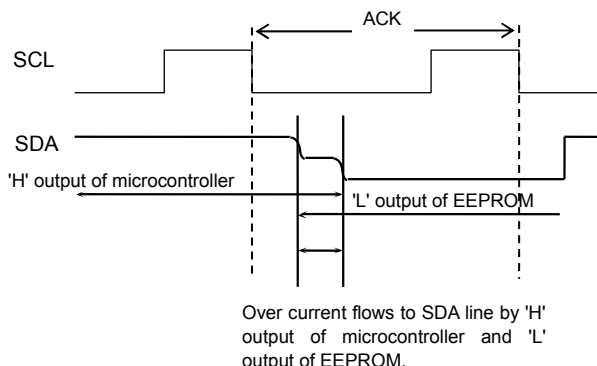 ACK
SCL
SDA
'H' output of microcontroller
'L' output of EEPROM
Over current flows to SDA line by 'H'
output of microcontroller and 'L'
output of EEPROM.